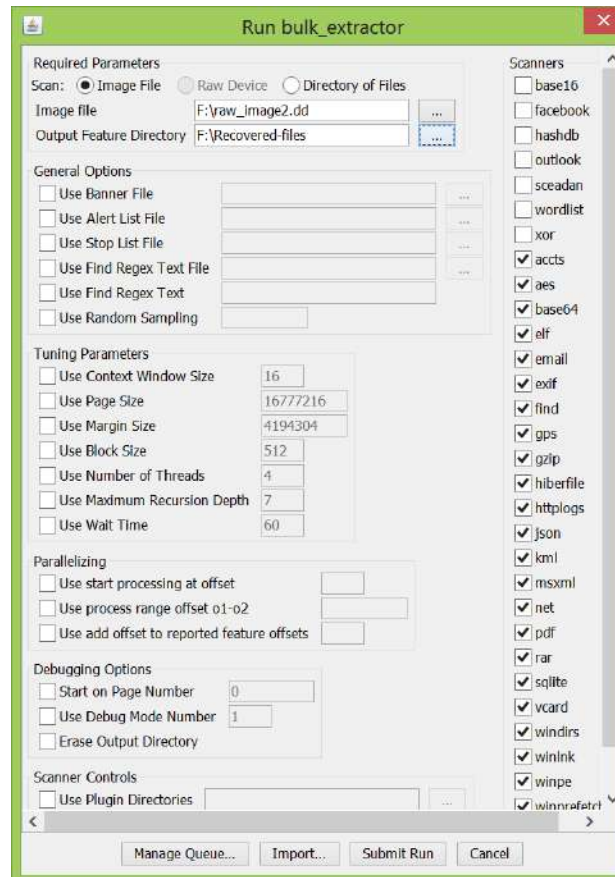 Run bulk_extractor
Required Parameters
Scan: Image File Raw Device Directory of Files
Image file F:\raw_image2.dd ...
Output Feature Directory F:\Recovered-files ...
General Options
Use Banner File ...
Use Alert List File ...
Use Stop List File ...
Use Find Regex Text File ...
Use Find Regex Text
Use Random Sampling
Tuning Parameters
Use Context Window Size 16
Use Page Size 16777216
Use Margin Size 4194304
Use Block Size 512
Use Number of Threads 4
Use Maximum Recursion Depth 7
Use Wait Time 60
Parallelizing
Use start processing at offset
Use process range offset o1-o2
Use add offset to reported feature offsets
Debugging Options
Start on Page Number 0
Use Debug Mode Number 1
Erase Output Directory
Scanner Controls
Use Plugin Directories ...
Scanners
base16
facebook
hashdb
outlook
sceadan
wordlist
xor
accts
aes
base64
elf
email
exif
find
gps
gzip
hiberfile
httplogs
json
kml
msxml
net
pdf
rar
sqlite
vcard
windirs
winlnk
winpe
winprefetch
Manage Queue... Import... Submit Run Cancel